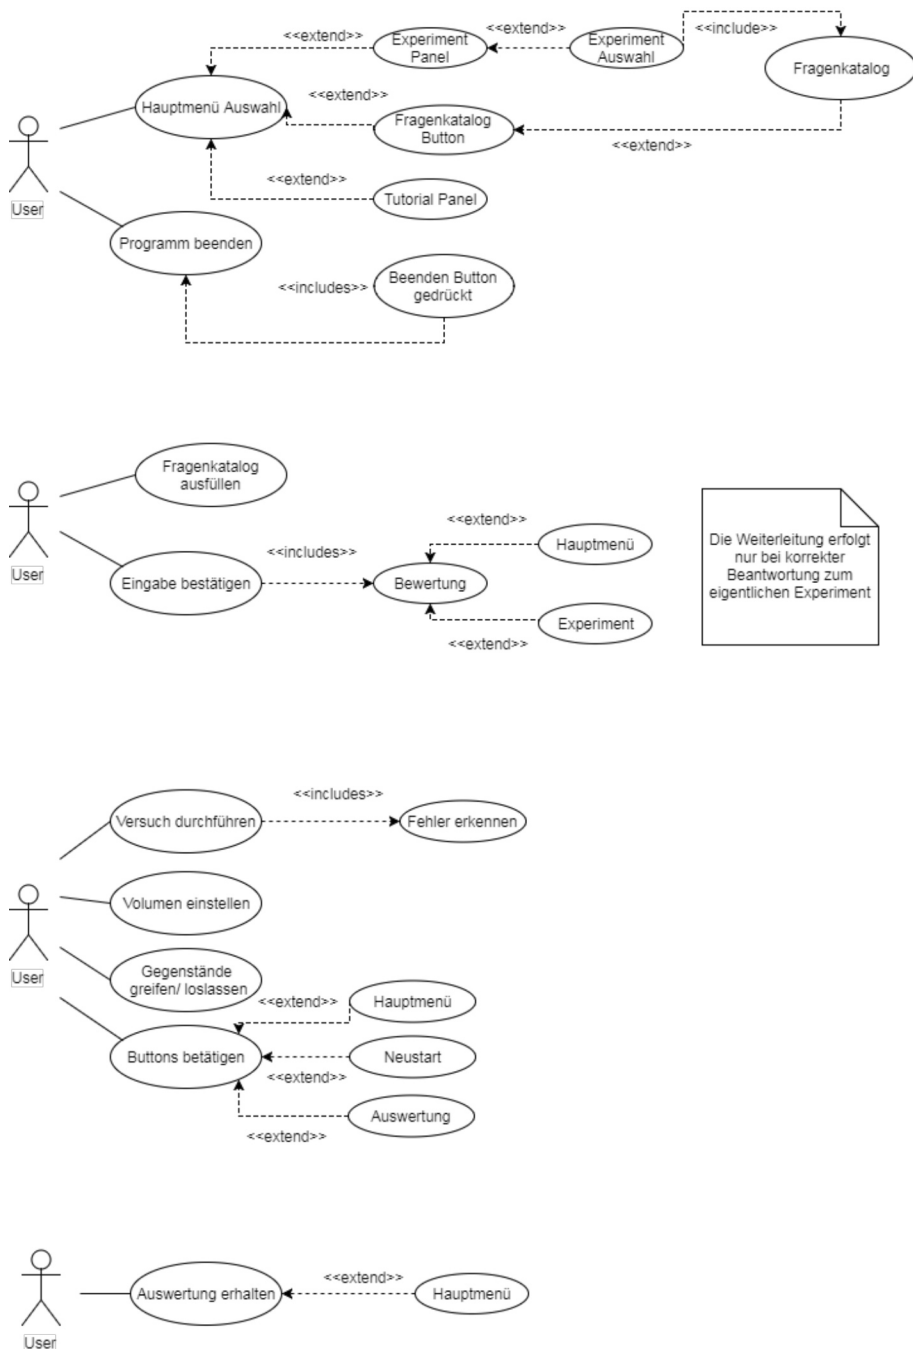 <<extend>>
Experiment
Panel
<<extend>>
Experiment
Auswahl
<<include>>
Fragenkatalog
Hauptmenü Auswahl
<<extend>>
Fragenkatalog
Button
<<extend>>
<<extend>>
Tutorial Panel
User
Programm beenden
<<includes>>
Beenden Button
gedrückt
Fragenkatalog
ausfüllen
User
Eingabe bestätigen
<<includes>>
Bewertung
<<extend>>
Hauptmenü
<<extend>>
Experiment
Die Weiterleitung erfolgt
nur bei korrekter
Beantwortung zum
eigentlichen Experiment
Versuch durchführen
<<includes>>
Fehler erkennen
Volumen einstellen
User
Gegenstände
greifen/ loslassen
Buttons betätigen
<<extend>>
Hauptmenü
<<extend>>
Neustart
<<extend>>
Auswertung
User
Auswertung erhalten
<<extend>>
Hauptmenü